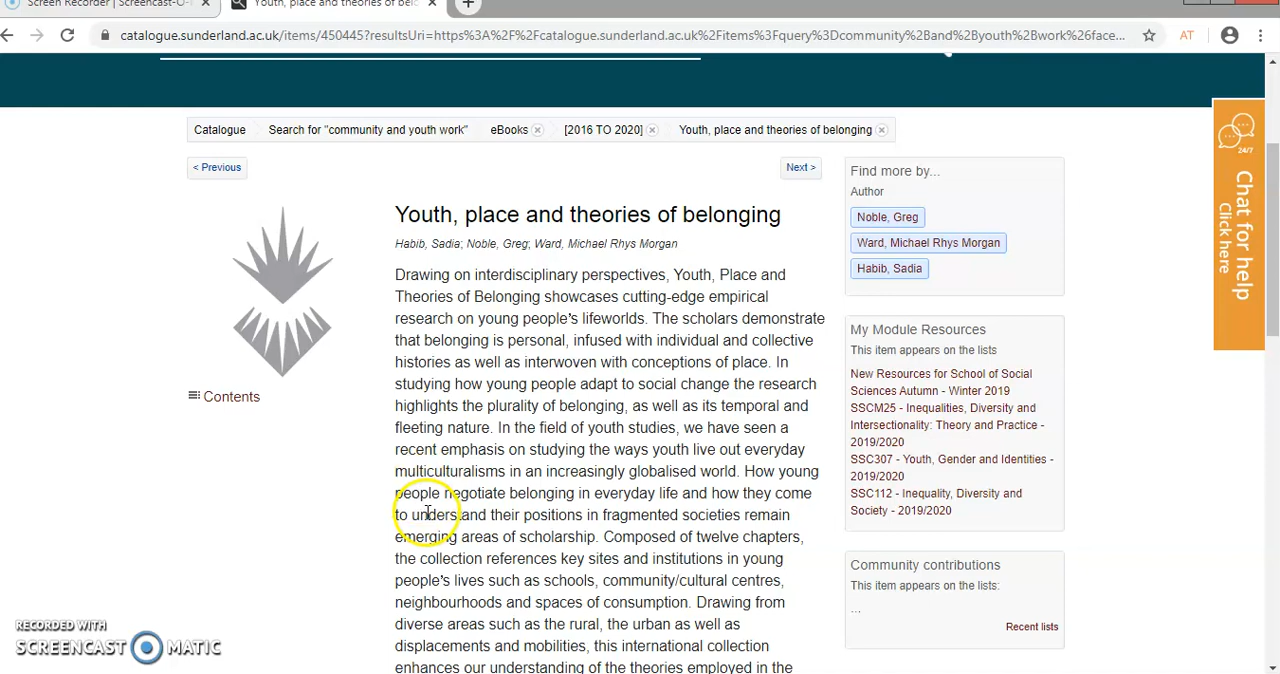 Screen Recorder | Screencast-O-
Youth, place and theories of belo
catalogue.sunderland.ac.uk/items/450445?resultsUri=https%3A%2F%2Fcatalogue.sunderland.ac.uk%2Fitems%3Fquery%3Dcommunity%2Band%2Byouth%2Bwork%26face...
AT
Catalogue
Search for "community and youth work"
eBooks
[2016 TO 2020]
Youth, place and theories of belonging
< Previous
Next >
Youth, place and theories of belonging
Habib, Sadia; Noble, Greg; Ward, Michael Rhys Morgan
Drawing on interdisciplinary perspectives, Youth, Place and
Theories of Belonging showcases cutting-edge empirical
research on young people's lifeworlds. The scholars demonstrate
that belonging is personal, infused with individual and collective
histories as well as interwoven with conceptions of place. In
studying how young people adapt to social change the research
highlights the plurality of belonging, as well as its temporal and
fleeting nature. In the field of youth studies, we have seen a
recent emphasis on studying the ways youth live out everyday
multiculturalisms in an increasingly globalised world. How young
people negotiate belonging in everyday life and how they come
to understand their positions in fragmented societies remain
emerging areas of scholarship. Composed of twelve chapters,
the collection references key sites and institutions in young
people's lives such as schools, community/cultural centres,
neighbourhoods and spaces of consumption. Drawing from
diverse areas such as the rural, the urban as well as
displacements and mobilities, this international collection
enhances our understanding of the theories employed in the
Contents
Find more by...
Author
Noble, Greg
Ward, Michael Rhys Morgan
Habib, Sadia
My Module Resources
This item appears on the lists
New Resources for School of Social
Sciences Autumn - Winter 2019
SSCM25 - Inequalities, Diversity and
Intersectionality: Theory and Practice -
2019/2020
SSC307 - Youth, Gender and Identities -
2019/2020
SSC112 - Inequality, Diversity and
Society - 2019/2020
Community contributions
This item appears on the lists:
...
Recent lists
24/7
Chat for help
Click here
RECORDED WITH
SCREENCAST MATIC